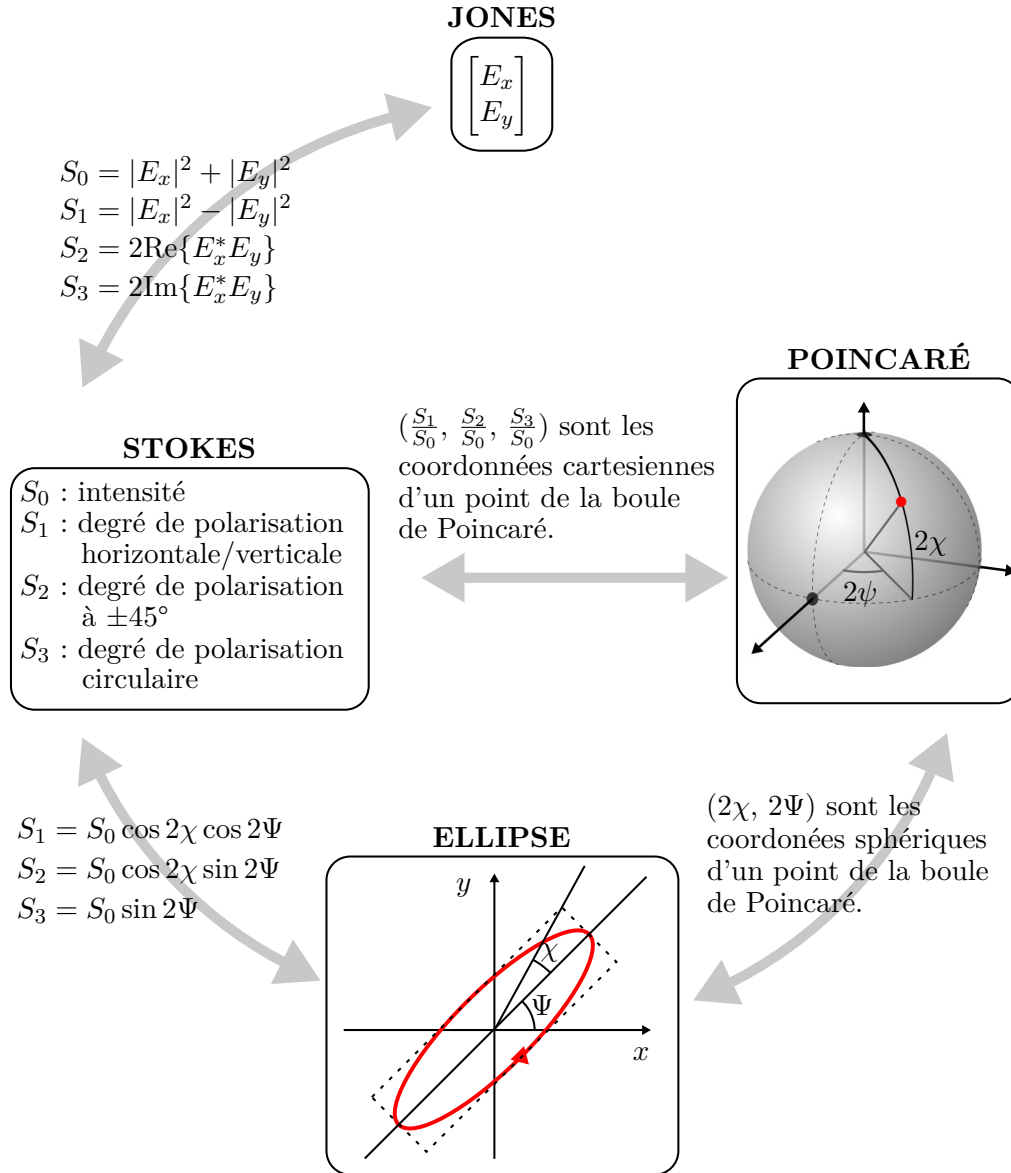 JONES
[E_x
E_y]
S_0 = |E_x|^2 + |E_y|^2
S_1 = |E_x|^2 − |E_y|^2
S_2 = 2Re{E_x^*E_y}
S_3 = 2Im{E_x^*E_y}
STOKES
S_0 : intensité
S_1 : degré de polarisation
horizontale/verticale
S_2 : degré de polarisation
à ±45°
S_3 : degré de polarisation
circulaire
(S_1/S_0, S_2/S_0, S_3/S_0) sont les
coordonnées cartesiennes
d'un point de la boule
de Poincaré.
POINCARÉ
2χ
2ψ
S_1 = S_0 cos 2χ cos 2Ψ
S_2 = S_0 cos 2χ sin 2Ψ
S_3 = S_0 sin 2Ψ
ELLIPSE
y
χ
Ψ
x
(2χ, 2Ψ) sont les
coordonées sphériques
d'un point de la boule
de Poincaré.